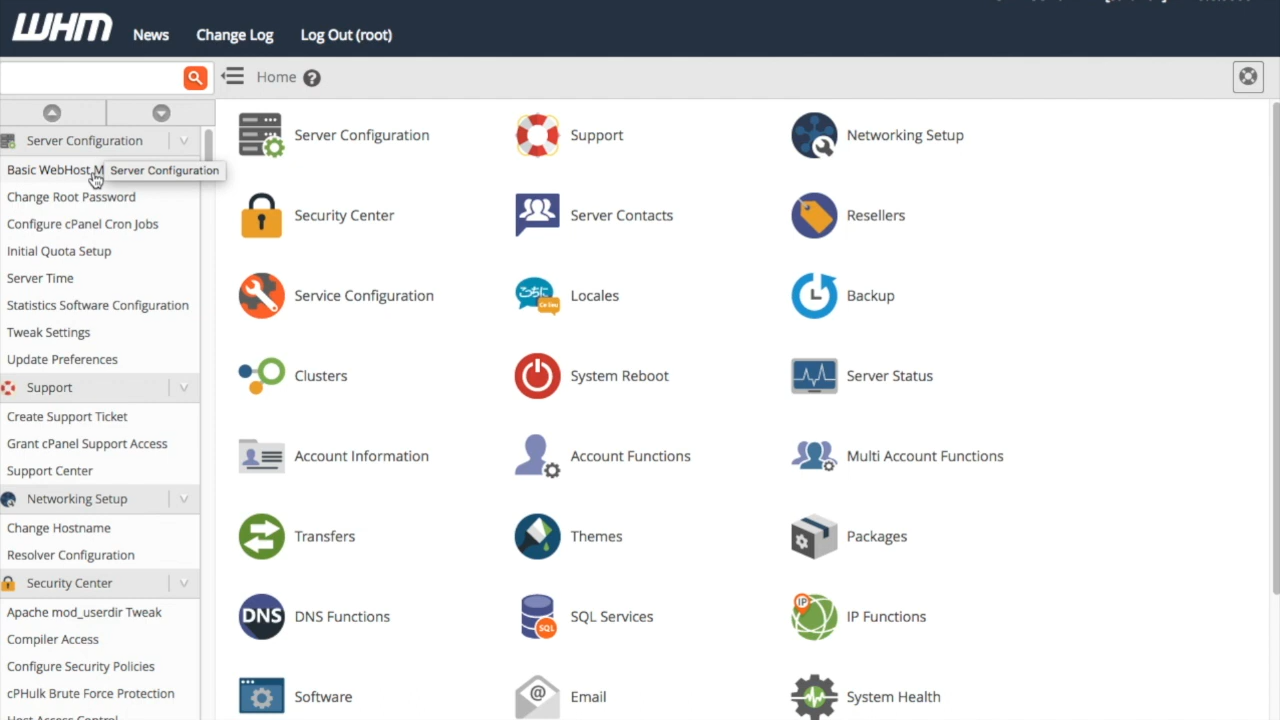 WHM
News
Change Log
Log Out (root)
Home
Server Configuration
Basic WebHost M
Server Configuration
Change Root Password
Configure cPanel Cron Jobs
Initial Quota Setup
Server Time
Statistics Software Configuration
Tweak Settings
Update Preferences
Support
Create Support Ticket
Grant cPanel Support Access
Support Center
Networking Setup
Change Hostname
Resolver Configuration
Security Center
Apache mod_userdir Tweak
Compiler Access
Configure Security Policies
cPHulk Brute Force Protection
Host Access Control
Server Configuration
Support
Networking Setup
Security Center
Server Contacts
Resellers
Service Configuration
Locales
Backup
Clusters
System Reboot
Server Status
Account Information
Account Functions
Multi Account Functions
Transfers
Themes
Packages
DNS
DNS Functions
SQL
SQL Services
IP
IP Functions
Software
@
Email
System Health